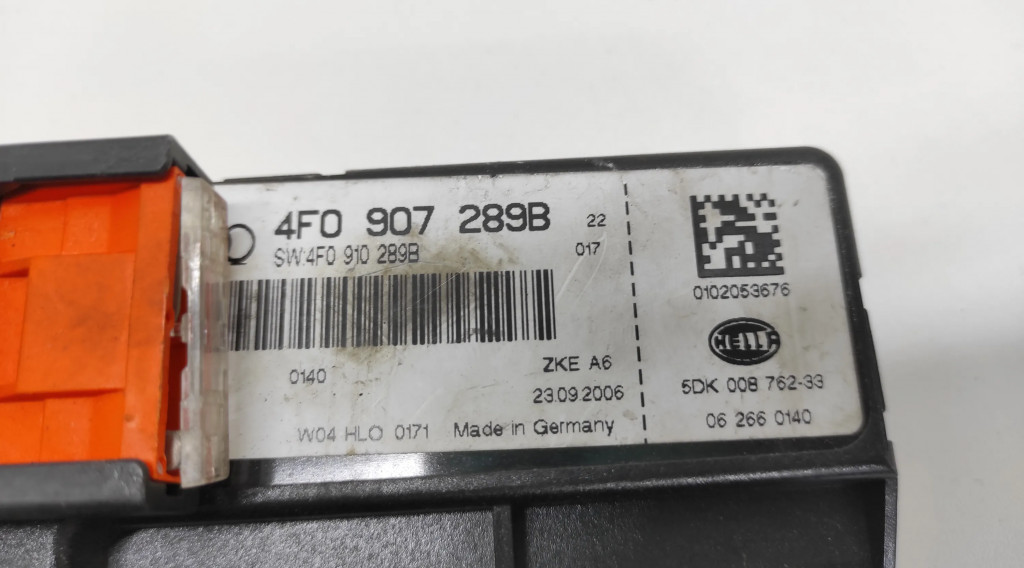 4F0 907 289B 22
SW:4F0 910 289B 017
0140
ZKE A6
23.09.2006
W04 HLO 0171 Made in Germany
0102053676
HELLA
5DK 008 762-33
06 266 0140